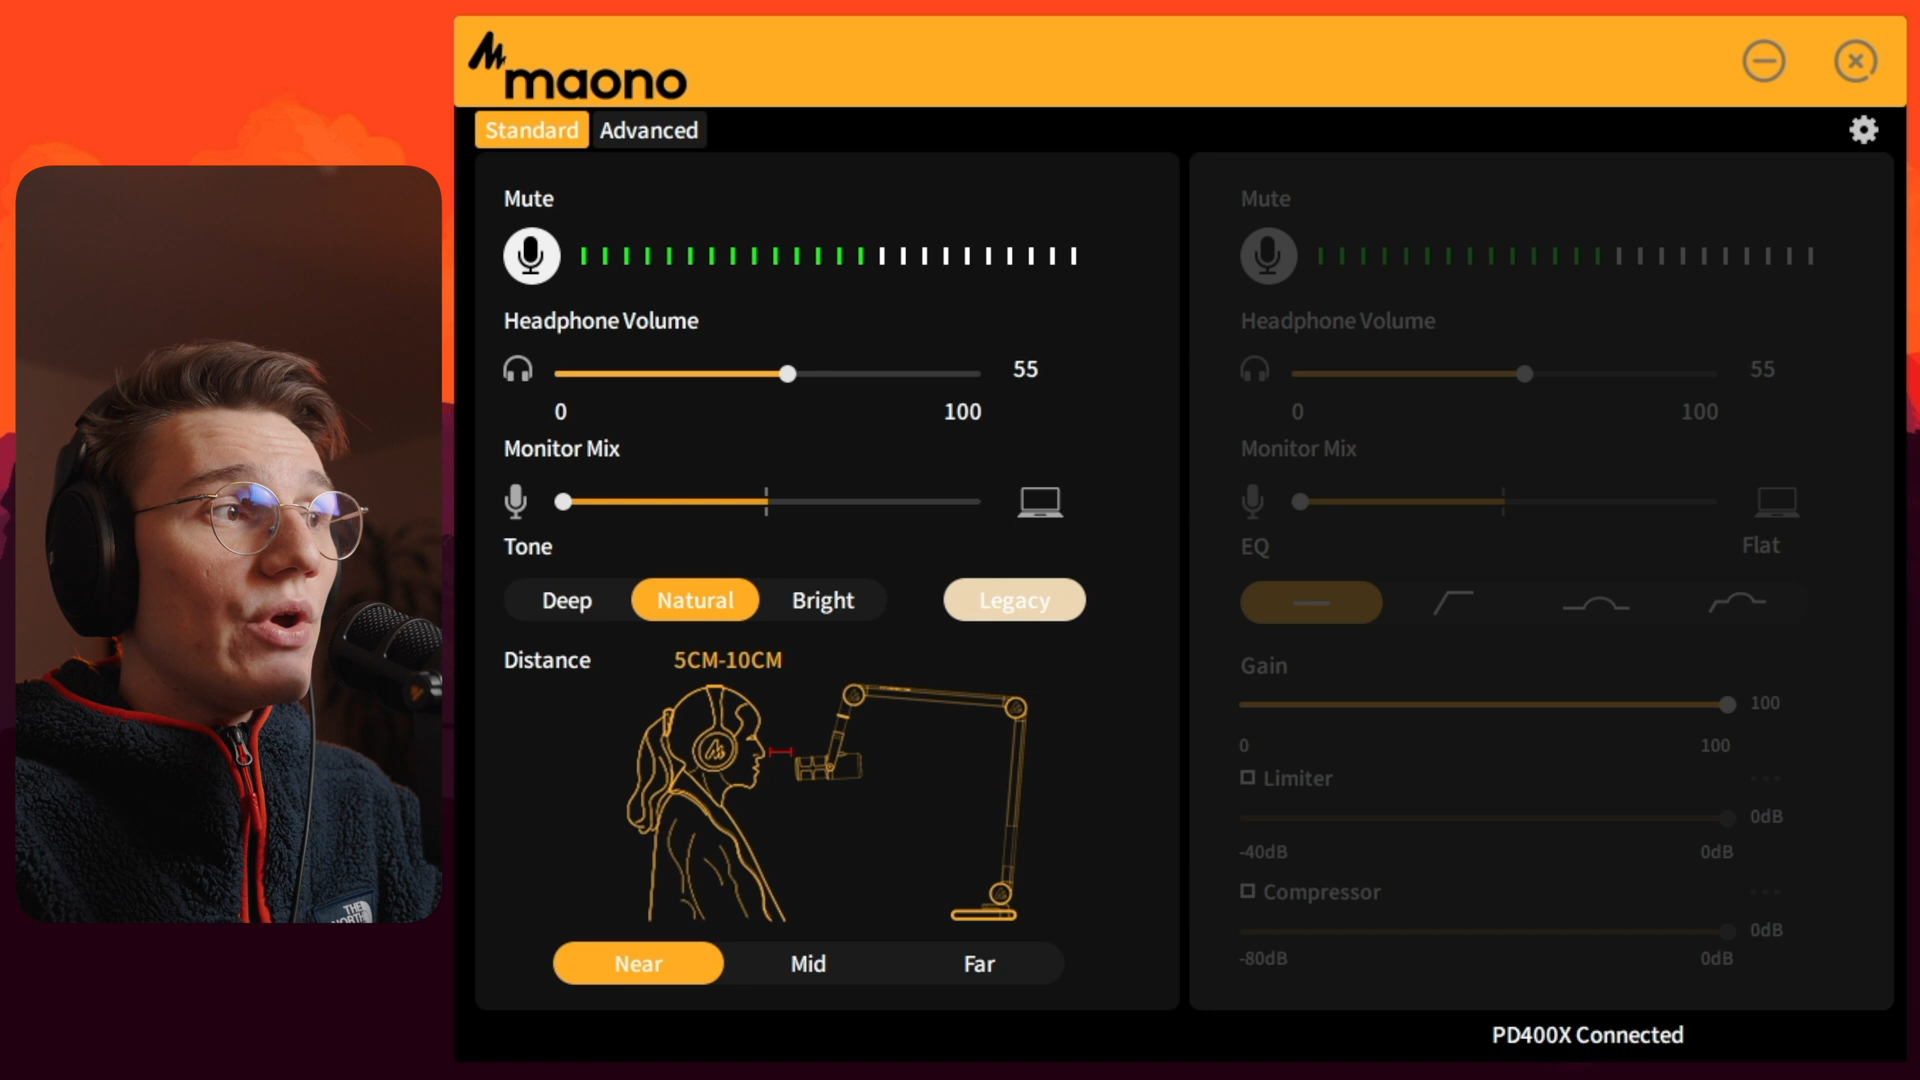 maono
Standard
Advanced
Mute
Headphone Volume
55
0
100
Monitor Mix
Tone
Deep
Natural
Bright
Legacy
Distance
5CM-10CM
Near
Mid
Far
Mute
Headphone Volume
55
0
100
Monitor Mix
EQ
Flat
Gain
100
0
100
Limiter
---
0dB
-40dB
0dB
Compressor
---
0dB
-80dB
0dB
PD400X Connected
THE
NORTH